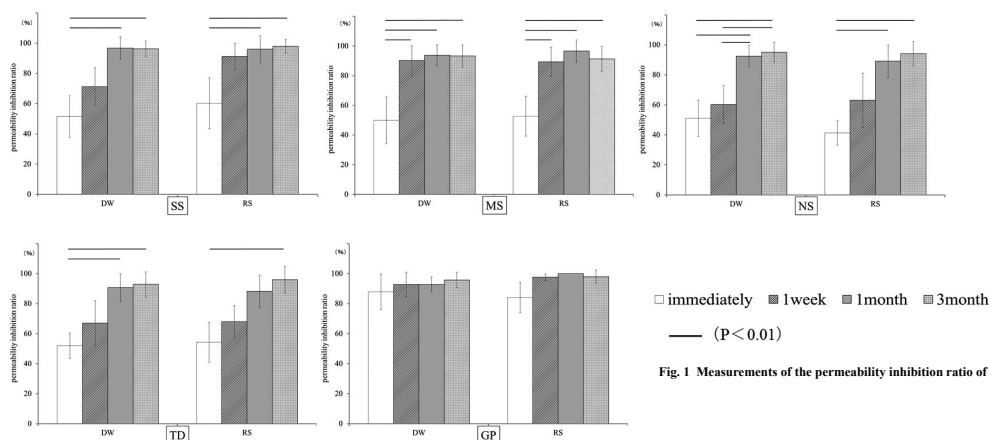 (%)
permeability inhibition ratio
100
80
60
40
20
0
DW
RS
SS
(%)
permeability inhibition ratio
100
80
60
40
20
0
DW
RS
MS
(%)
permeability inhibition ratio
100
80
60
40
20
0
DW
RS
NS
(%)
permeability inhibition ratio
100
80
60
40
20
0
DW
RS
TD
(%)
permeability inhibition ratio
100
80
60
40
20
0
DW
RS
GP
immediately 1week 1month 3month
(P<0.01)
Fig. 1 Measurements of the permeability inhibition ratio of